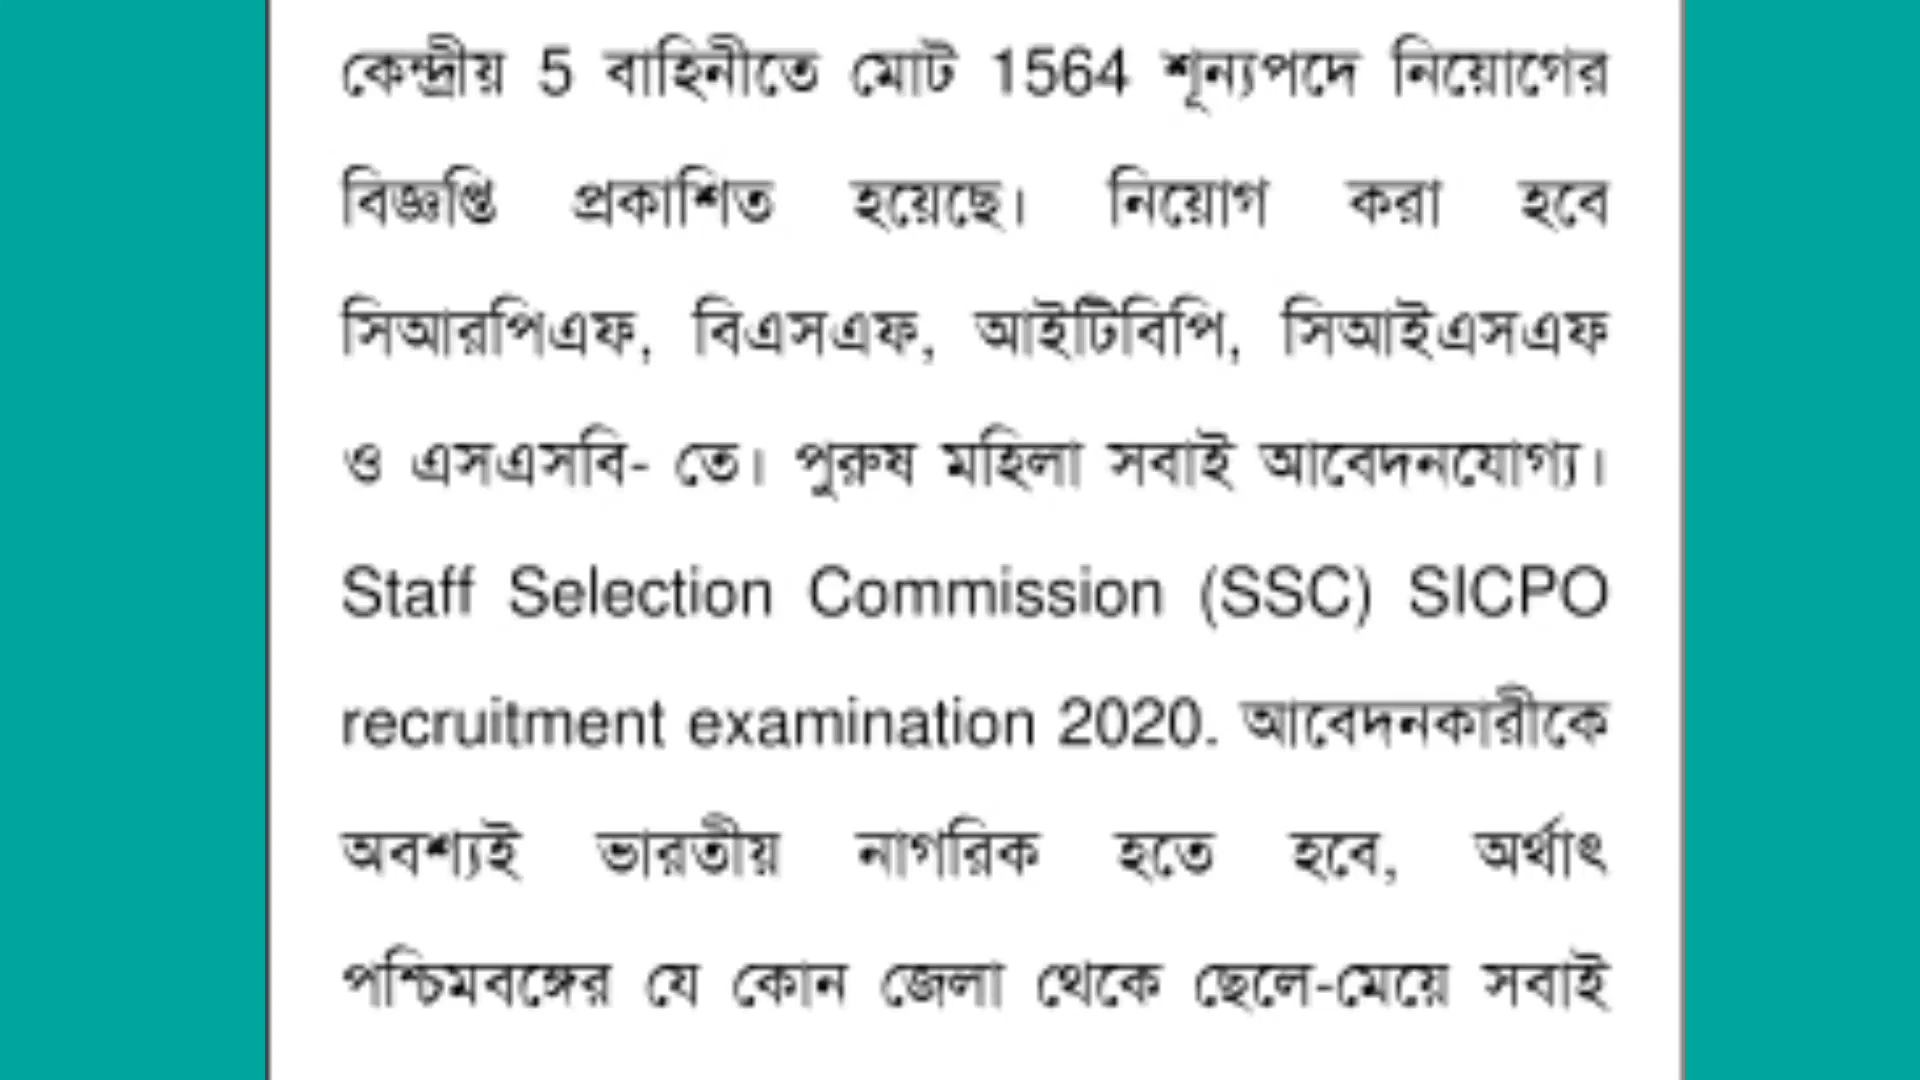 কেন্দ্রীয় 5 বাহিনীতে মোট 1564 শূন্যপদে নিয়োগের
বিজ্ঞপ্তি প্রকাশিত হয়েছে। নিয়োগ করা হবে
সিআরপিএফ, বিএসএফ, আইটিবিপি, সিআইএসএফ
ও এসএসবি- তে। পুরুষ মহিলা সবাই আবেদনযোগ্য।
Staff Selection Commission (SSC) SICPO
recruitment examination 2020. আবেদনকারীকে
অবশ্যই ভারতীয় নাগরিক হতে হবে, অর্থাৎ
পশ্চিমবঙ্গের যে কোন জেলা থেকে ছেলে-মেয়ে সবাই